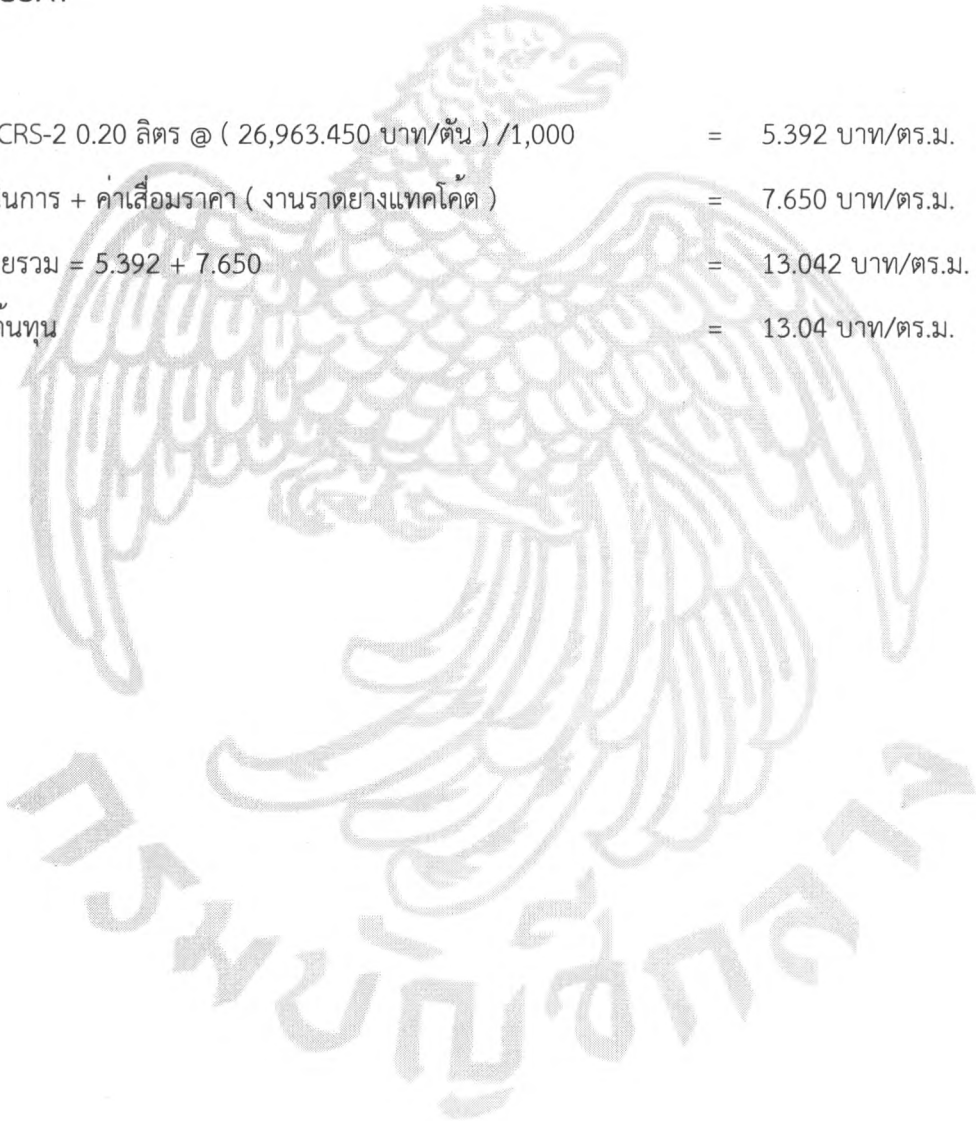 CRS-2 0.20 ลิตร @ ( 26,963.450 บาท/ตัน ) /1,000 = 5.392 บาท/ตร.ม.
นการ + ค่าเสื่อมราคา ( งานราดยางแทคโค้ต ) = 7.650 บาท/ตร.ม.
ยรวม = 5.392 + 7.650 = 13.042 บาท/ตร.ม.
้นทุน = 13.04 บาท/ตร.ม.
กรมบัญชีกลาง